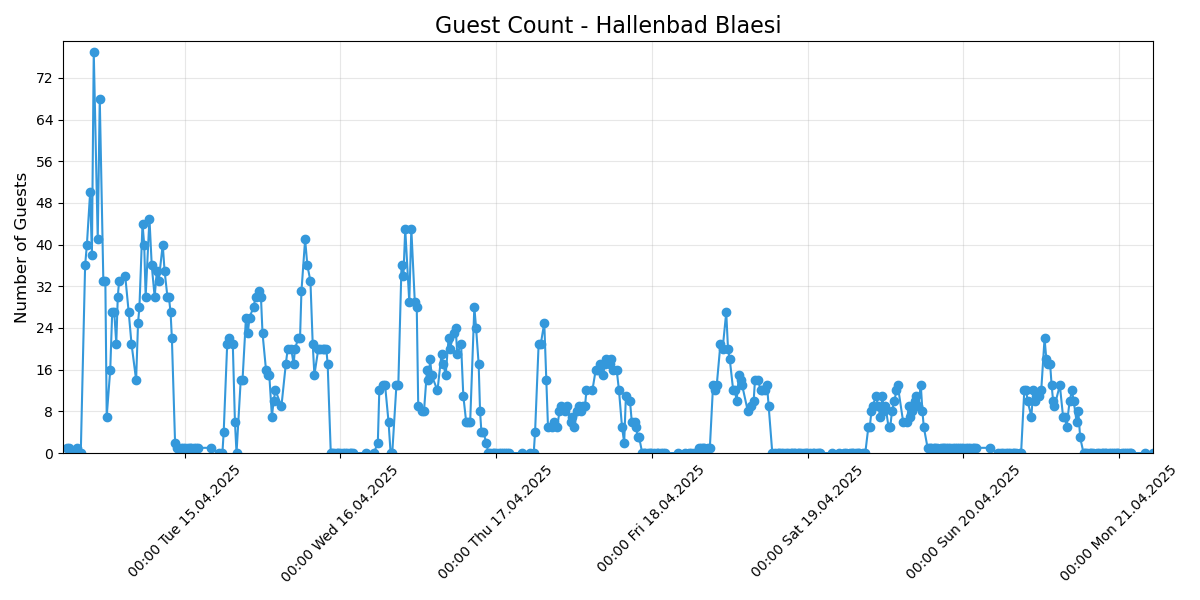 Guest Count - Hallenbad Blaesi
Number of Guests
72
64
56
48
40
32
24
16
8
0
00:00 Tue 15.04.2025
00:00 Wed 16.04.2025
00:00 Thu 17.04.2025
00:00 Fri 18.04.2025
00:00 Sat 19.04.2025
00:00 Sun 20.04.2025
00:00 Mon 21.04.2025